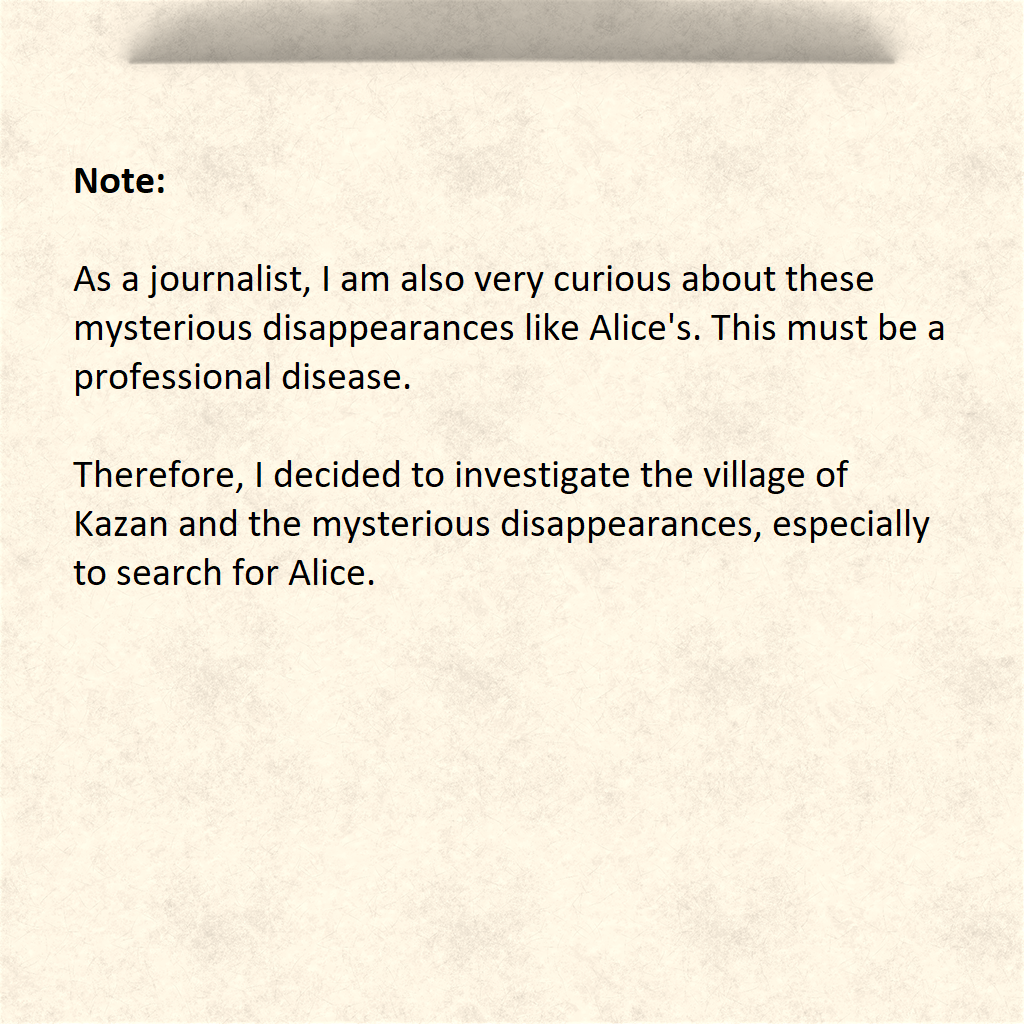 Note:
As a journalist, I am also very curious about these
mysterious disappearances like Alice's. This must be a
professional disease.
Therefore, I decided to investigate the village of
Kazan and the mysterious disappearances, especially
to search for Alice.